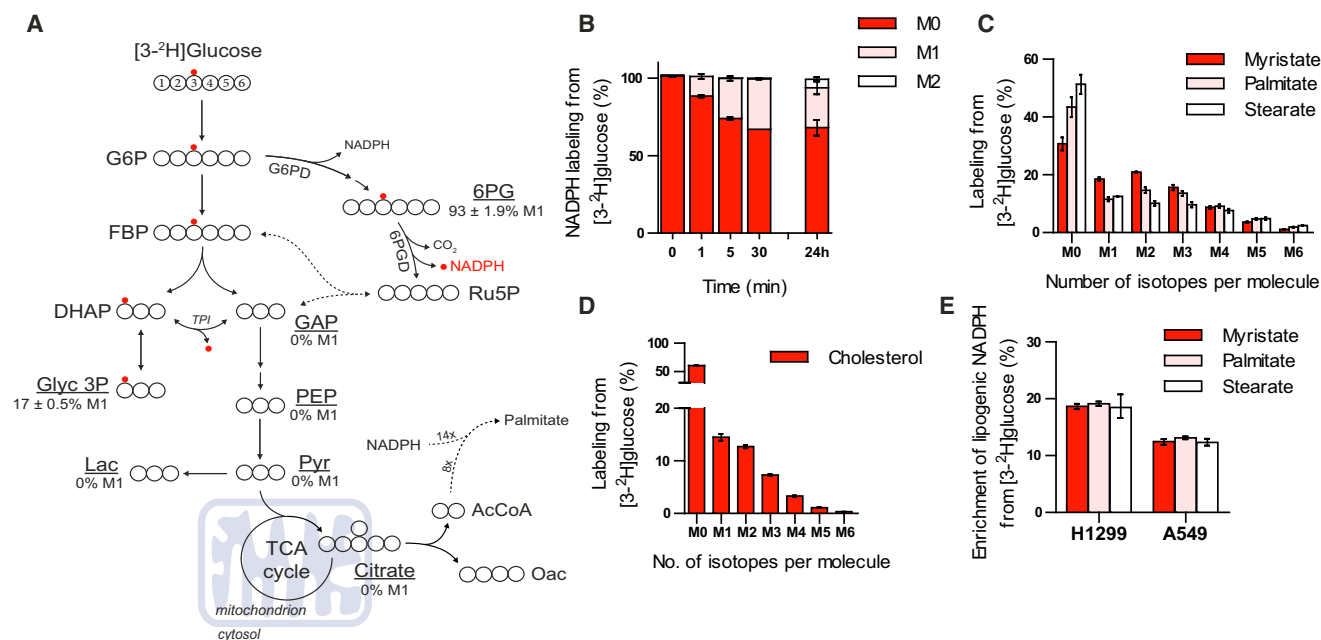 A
[3-²H]Glucose
1 2 3 4 5 6
G6P
G6PD
NADPH
6PG
93 ± 1.9% M1
6PGD
CO₂
NADPH
Ru5P
FBP
DHAP
TPI
GAP
0% M1
Glyc 3P
17 ± 0.5% M1
PEP
0% M1
Lac
0% M1
Pyr
0% M1
NADPH
14x
8x
Palmitate
AcCoA
TCA
cycle
Citrate
0% M1
Oac
mitochondrion
cytosol
B
NADPH labeling from
[3-²H]glucose (%)
100
50
0
0 1 5 30 24h
Time (min)
M0
M1
M2
C
Labeling from
[3-²H]glucose (%)
60
40
20
0
M0 M1 M2 M3 M4 M5 M6
Number of isotopes per molecule
Myristate
Palmitate
Stearate
D
Labeling from
[3-²H]glucose (%)
100
50
20
10
0
M0 M1 M2 M3 M4 M5 M6
No. of isotopes per molecule
Cholesterol
E
Enrichment of lipogenic NADPH
from [3-²H]glucose (%)
30
20
10
0
H1299 A549
Myristate
Palmitate
Stearate